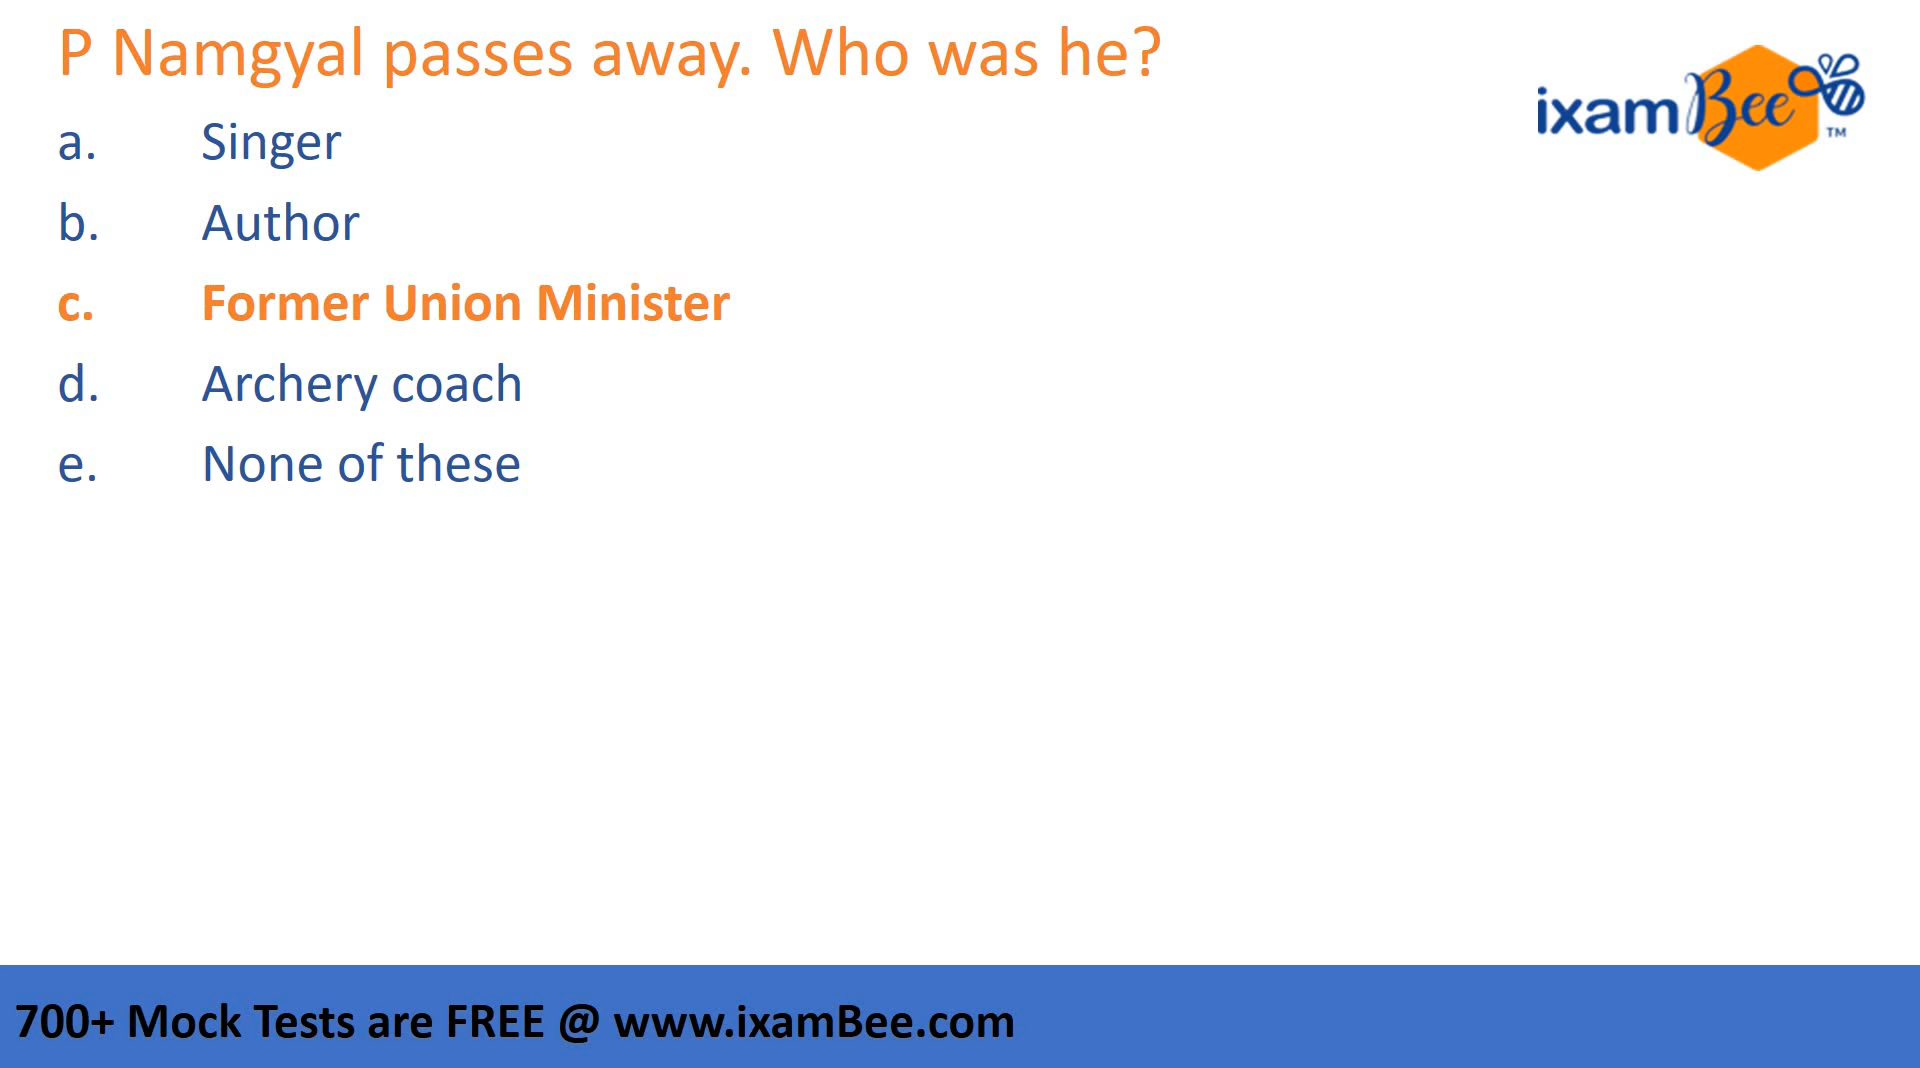 P Namgyal passes away. Who was he?
ixamBee ™
a. Singer
b. Author
c. Former Union Minister
d. Archery coach
e. None of these
700+ Mock Tests are FREE @ www.ixamBee.com